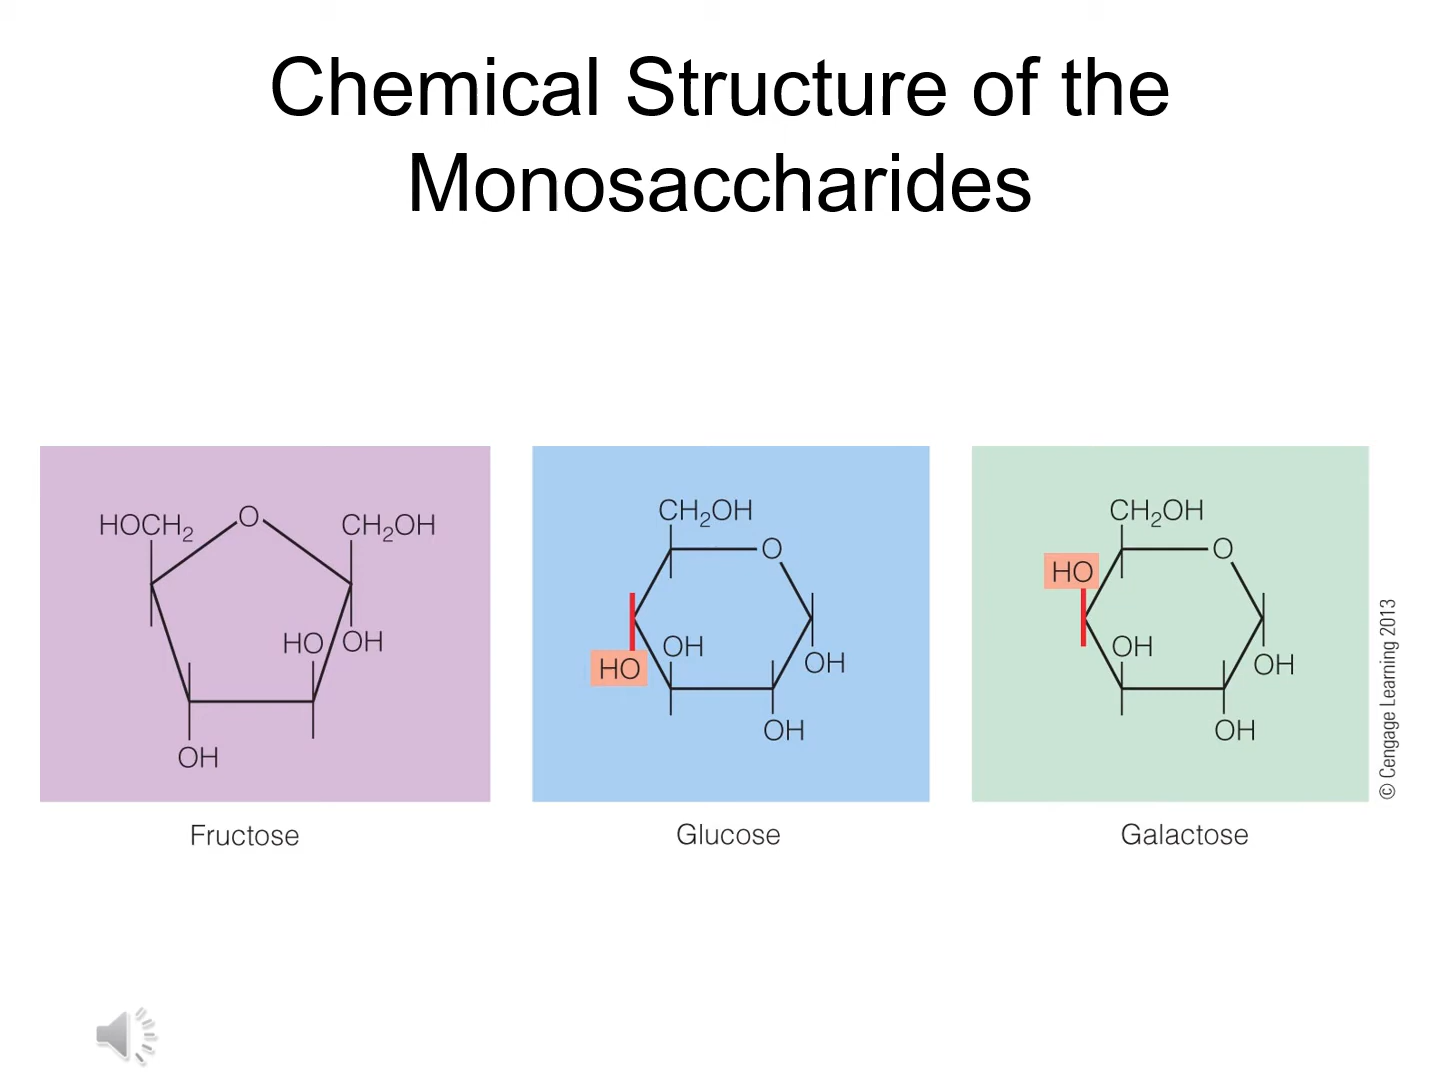 Chemical Structure of the
Monosaccharides
HOCH2
O
CH2OH
HO
OH
OH
Fructose
CH2OH
O
OH
HO
OH
OH
Glucose
CH2OH
O
HO
OH
OH
OH
Galactose
© Cengage Learning 2013